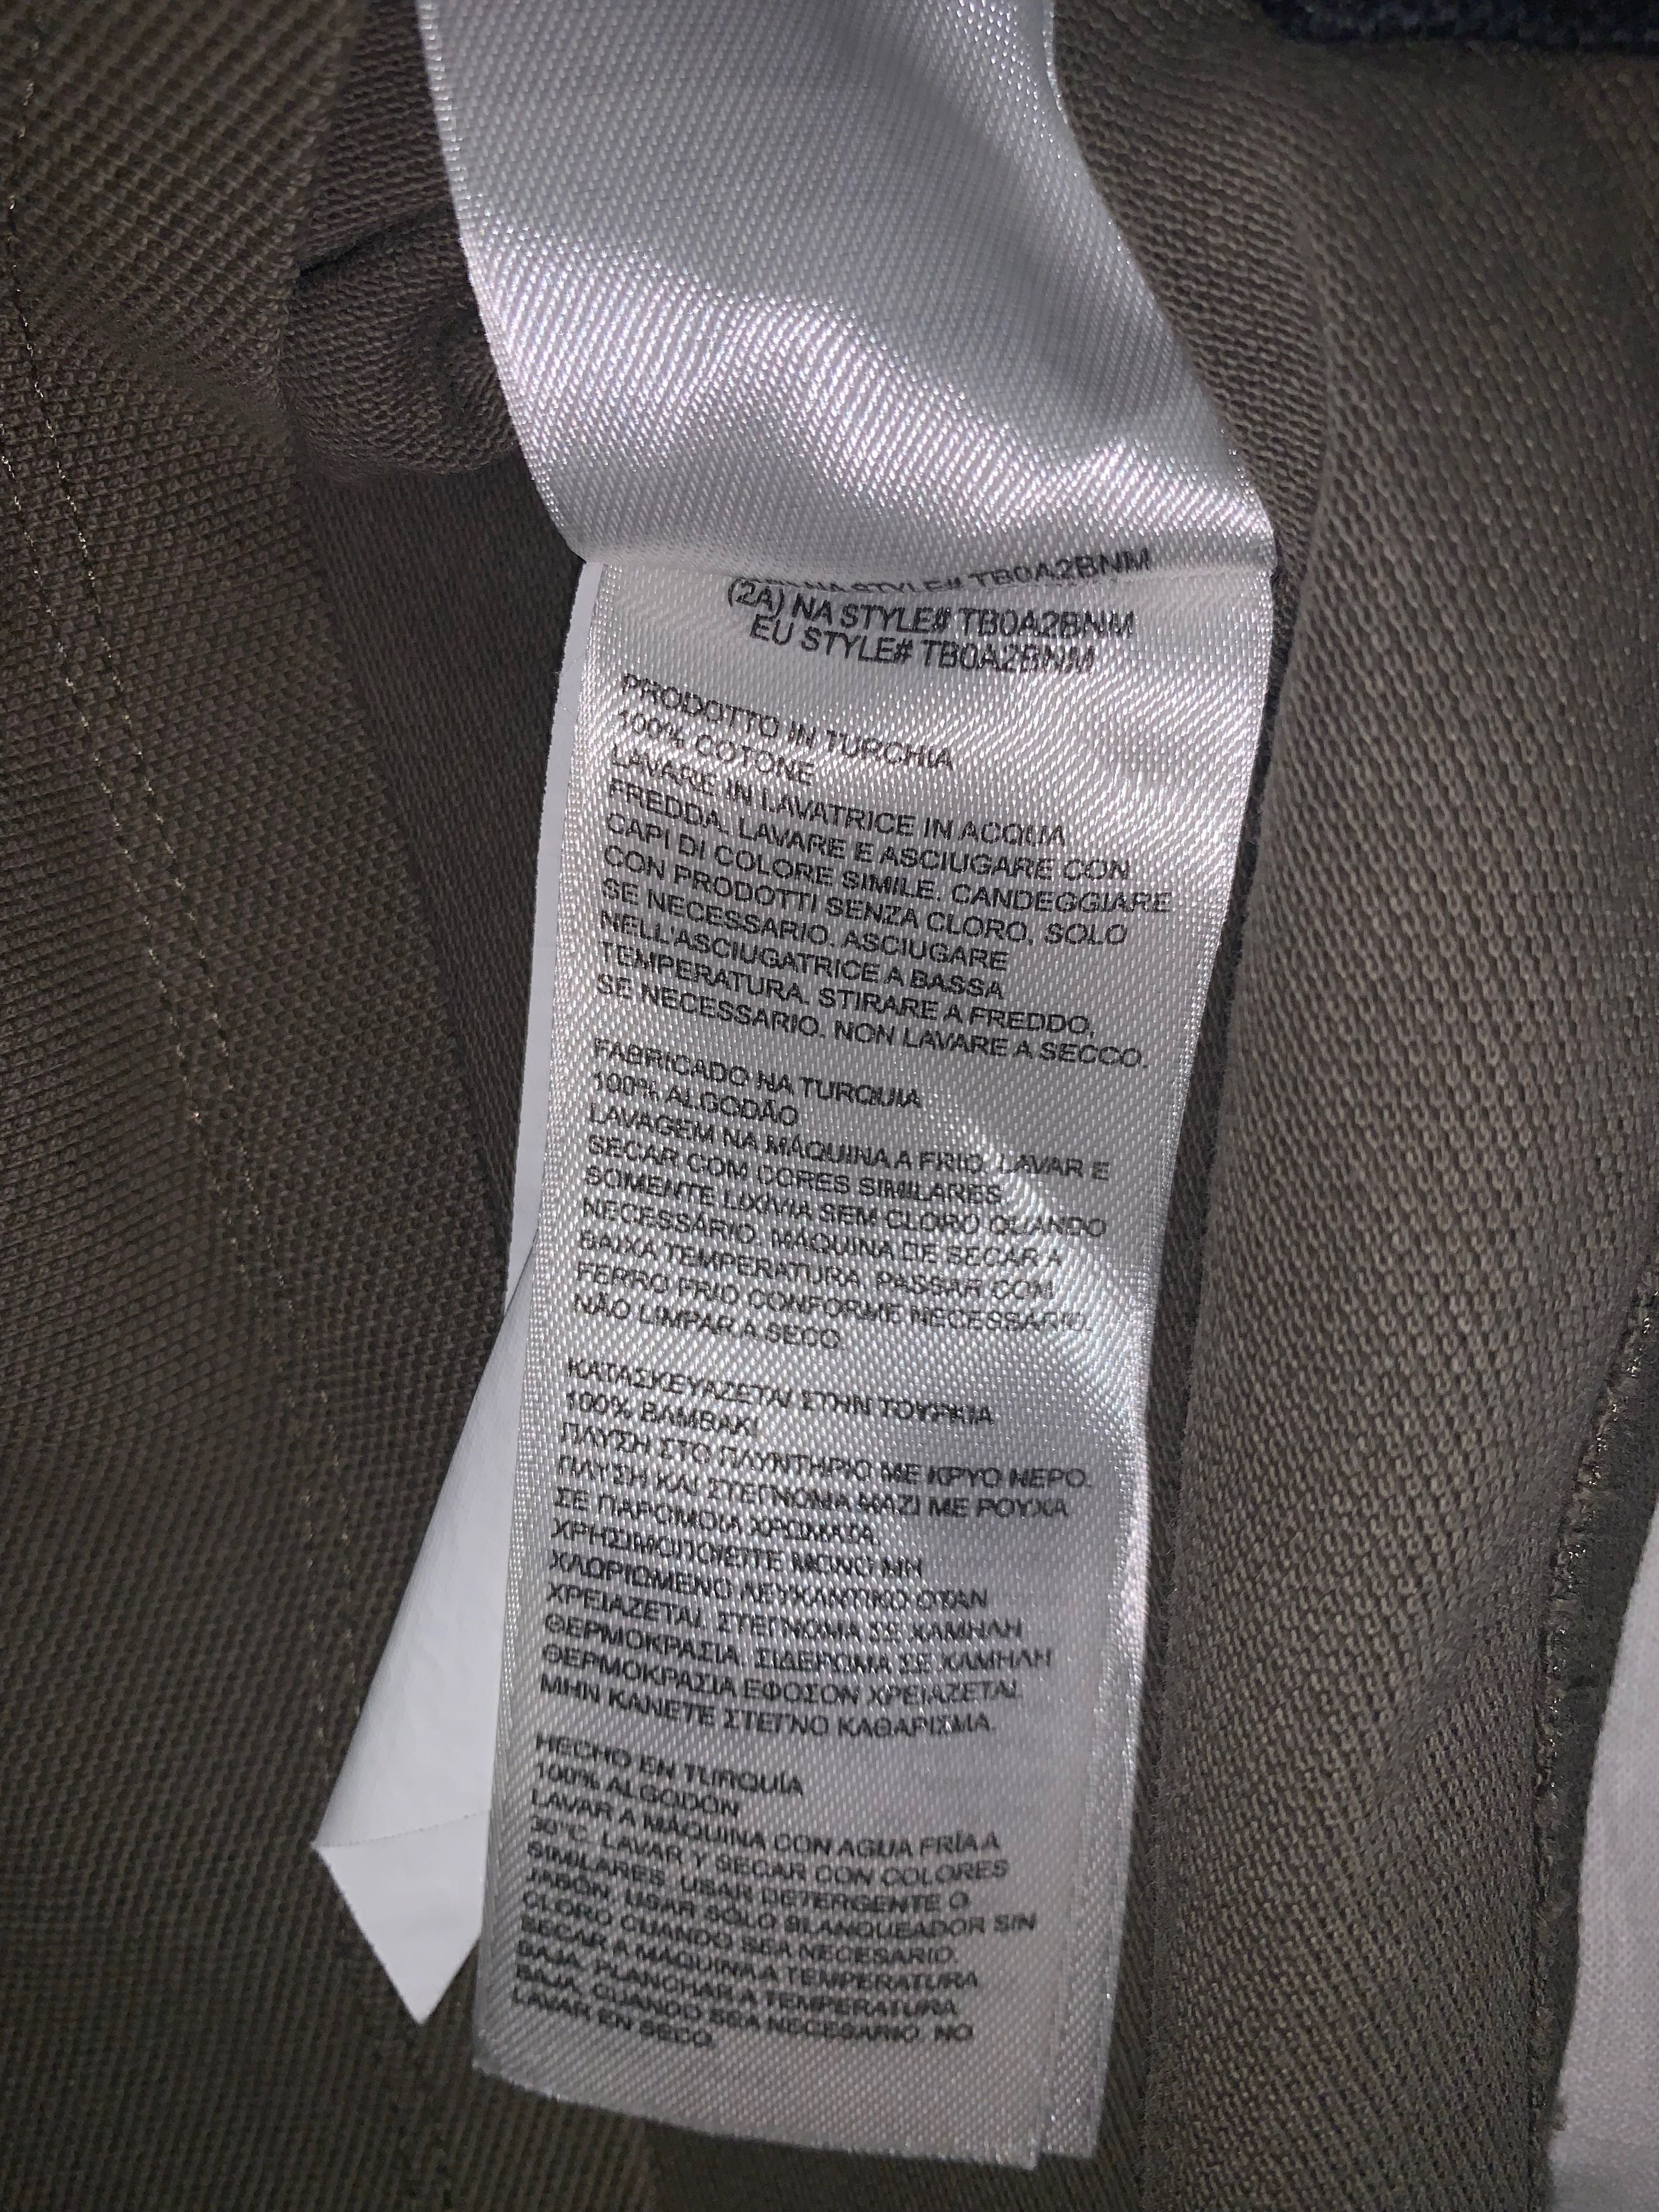 NA STYLE# TB0A2BNM
(2A) NA STYLE# TB0A2BNM
EU STYLE# TB0A2BNM
PRODOTTO IN TURCHIA
100% COTONE
LAVARE IN LAVATRICE IN ACQUA
FREDDA. LAVARE E ASCIUGARE CON
CAPI DI COLORE SIMILE. CANDEGGIARE
CON PRODOTTI SENZA CLORO, SOLO
SE NECESSARIO. ASCIUGARE
NELL'ASCIUGATRICE A BASSA
TEMPERATURA. STIRARE A FREDDO,
SE NECESSARIO. NON LAVARE A SECCO.
FABRICADO NA TURQUIA
100% ALGODÃO
LAVAGEM NA MÁQUINA A FRIO. LAVAR E
SECAR COM CORES SIMILARES.
SOMENTE LIXÍVIA SEM CLORO QUANDO
NECESSÁRIO. MÁQUINA DE SECAR A
BAIXA TEMPERATURA. PASSAR COM
FERRO FRIO CONFORME NECESSÁRIO.
NÃO LIMPAR A SECO.
ΚΑΤΑΣΚΕΥΑΖΕΤΑΙ ΣΤΗΝ ΤΟΥΡΚΙΑ
100% ΒΑΜΒΑΚΙ
ΠΛΥΣΗ ΣΤΟ ΠΛΥΝΤΗΡΙΟ ΜΕ ΚΡΥΟ ΝΕΡΟ.
ΠΛΥΣΗ ΚΑΙ ΣΤΕΓΝΩΜΑ ΜΑΖΙ ΜΕ ΡΟΥΧΑ
ΣΕ ΠΑΡΟΜΟΙΑ ΧΡΩΜΑΤΑ.
ΧΡΗΣΙΜΟΠΟΙΕΙΤΕ ΜΟΝΟ ΜΗ
ΧΛΩΡΙΩΜΕΝΟ ΛΕΥΚΑΝΤΙΚΟ ΟΤΑΝ
ΧΡΕΙΑΖΕΤΑΙ. ΣΤΕΓΝΩΜΑ ΣΕ ΧΑΜΗΛΗ
ΘΕΡΜΟΚΡΑΣΙΑ. ΣΙΔΕΡΩΜΑ ΣΕ ΧΑΜΗΛΗ
ΘΕΡΜΟΚΡΑΣΙΑ ΕΦΟΣΟΝ ΧΡΕΙΑΖΕΤΑΙ.
ΜΗΝ ΚΑΝΕΤΕ ΣΤΕΓΝΟ ΚΑΘΑΡΙΣΜΑ.
HECHO EN TURQUÍA
100% ALGODÓN
LAVAR A MÁQUINA CON AGUA FRÍA A
30°C. LAVAR Y SECAR CON COLORES
SIMILARES. USAR DETERGENTE O
JABÓN. USAR SÓLO BLANQUEADOR SIN
CLORO CUANDO SEA NECESARIO.
SECAR A MÁQUINA A TEMPERATURA
BAJA. PLANCHAR A TEMPERATURA
BAJA, CUANDO SEA NECESARIO. NO
LAVAR EN SECO.